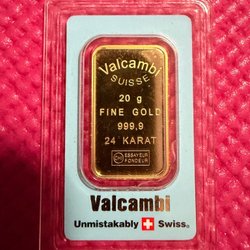 Valcambi
SUISSE
20 g
FINE GOLD
999,9
24 KARAT
ESSAYEUR
FONDEUR
Valcambi
Unmistakably Swiss®